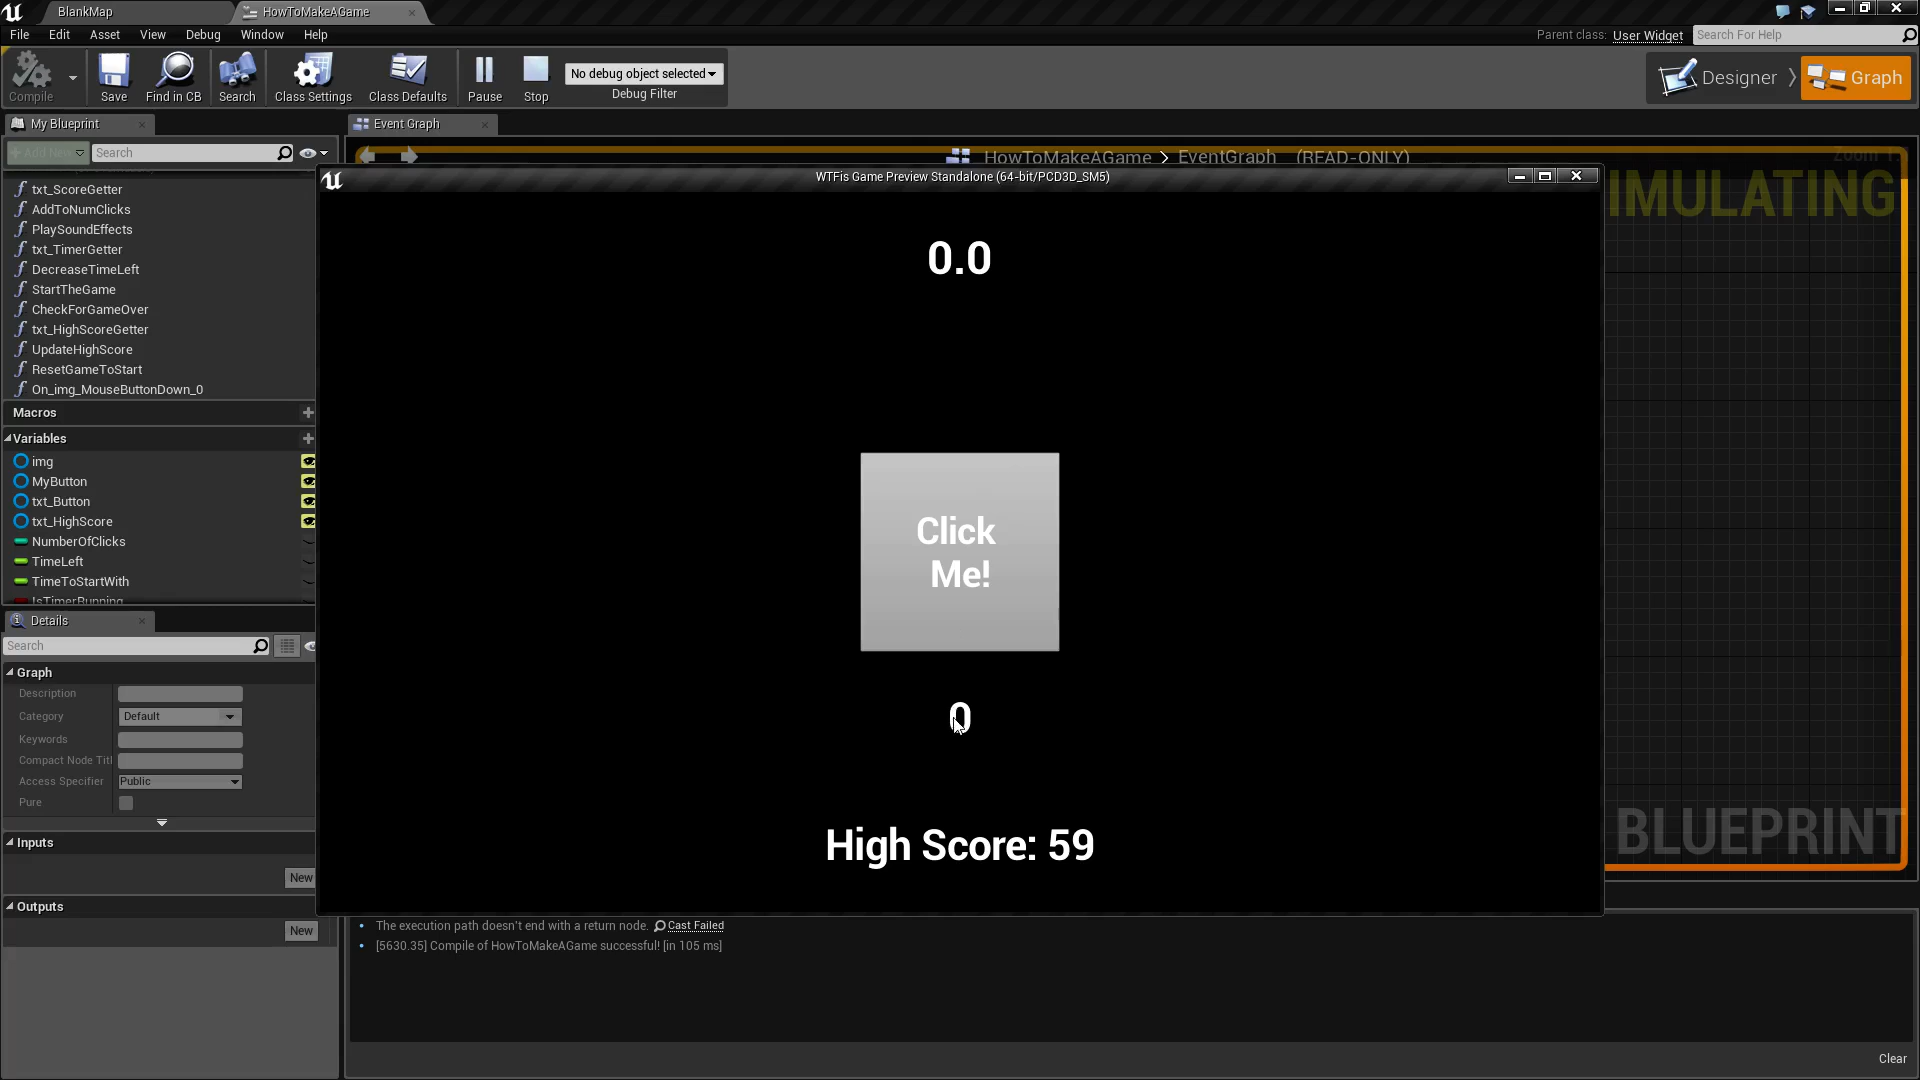 BlankMap
HowToMakeAGame
File Edit Asset View Debug Window Help
Parent class: User Widget
Search For Help
Compile
Save
Find in CB
Search
Class Settings
Class Defaults
Pause
Stop
No debug object selected
Debug Filter
Designer
Graph
My Blueprint
Event Graph
Add New
Search
HowToMakeAGame > EventGraph (READ-ONLY)
WTFis Game Preview Standalone (64-bit/PCD3D_SM5)
IMULATING
txt_ScoreGetter
AddToNumClicks
PlaySoundEffects
txt_TimerGetter
DecreaseTimeLeft
StartTheGame
CheckForGameOver
txt_HighScoreGetter
UpdateHighScore
ResetGameToStart
On_img_MouseButtonDown_0
Macros
Variables
img
MyButton
txt_Button
txt_HighScore
NumberOfClicks
TimeLeft
TimeToStartWith
IsTimerRunning
0.0
Click
Me!
0
High Score: 59
BLUEPRINT
Details
Search
Graph
Description
Category Default
Keywords
Compact Node Titl
Access Specifier Public
Pure
Inputs
New
Outputs
New
The execution path doesn't end with a return node. Cast Failed
[5630.35] Compile of HowToMakeAGame successful! [in 105 ms]
Clear